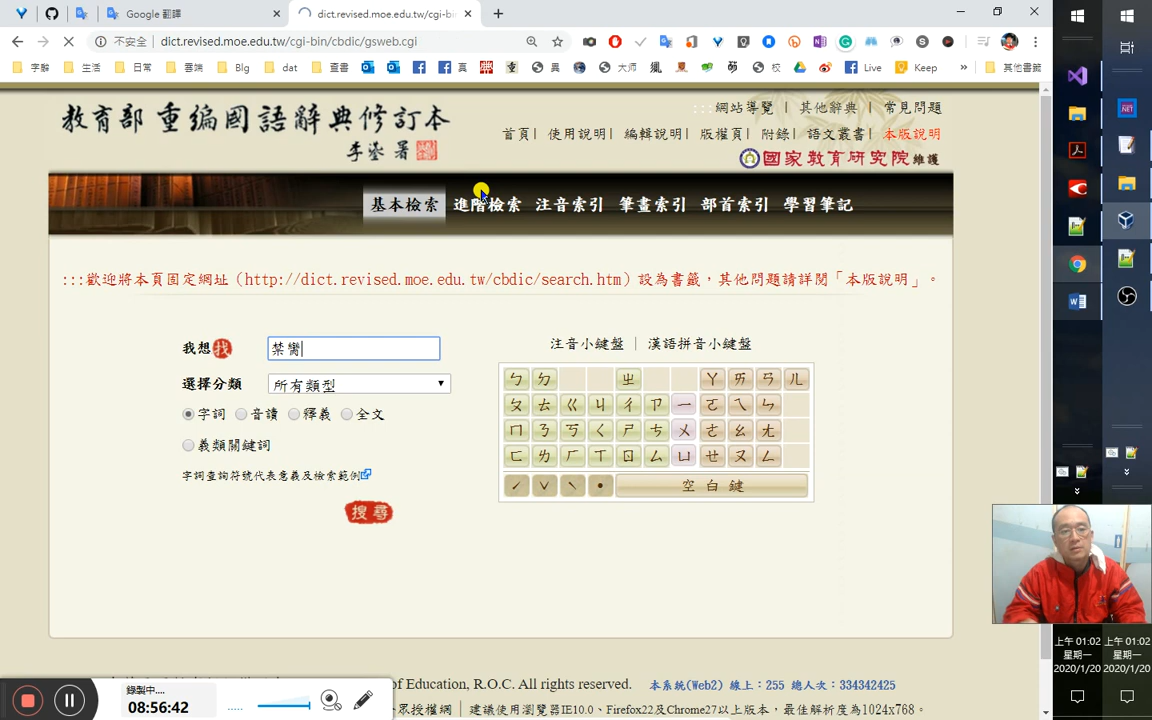 Google 翻譯
dict.revised.moe.edu.tw/cgi-bin
不安全 | dict.revised.moe.edu.tw/cgi-bin/cbdic/gsweb.cgi
字辭 生活 日常 雲端 Blg dat 查書 真 異 大师 校 Live Keep » 其他書籤
教育部 重編國語辭典修訂本
李鍌署
:::網站導覽 | 其他辭典 | 常見問題
首頁| 使用說明| 編輯說明| 版權頁| 附錄| 語文叢書| 本版說明
國家教育研究院維護
基本檢索 進階檢索 注音索引 筆畫索引 部首索引 學習筆記
:::歡迎將本頁固定網址（http://dict.revised.moe.edu.tw/cbdic/search.htm）設為書籤，其他問題請詳閱「本版說明」。
我想找 禁臠
注音小鍵盤 | 漢語拼音小鍵盤
選擇分類 所有類型
字詞 音讀 釋義 全文
義類關鍵詞
字詞查詢符號代表意義及檢索範例
搜尋
ㄅ ㄉ ㄓ ㄚ ㄞ ㄢ ㄦ
ㄆ ㄊ ㄍ ㄐ ㄔ ㄗ ㄧ ㄛ ㄟ ㄣ
ㄇ ㄋ ㄎ ㄑ ㄕ ㄘ ㄨ ㄜ ㄠ ㄤ
ㄈ ㄌ ㄏ ㄒ ㄖ ㄙ ㄩ ㄝ ㄡ ㄥ
ˊ ˇ ˋ ˙ 空白鍵
of Education, R.O.C. All rights reserved. 本系統(Web2) 線上：255 總人次：334342425
眾授權網 | 建議使用瀏覽器IE10.0、Firefox22及Chrome27以上版本，最佳解析度為1024x768。
錄製中....
08:56:42
上午 01:02 上午 01:02
星期一 星期一
2020/1/20 2020/1/20